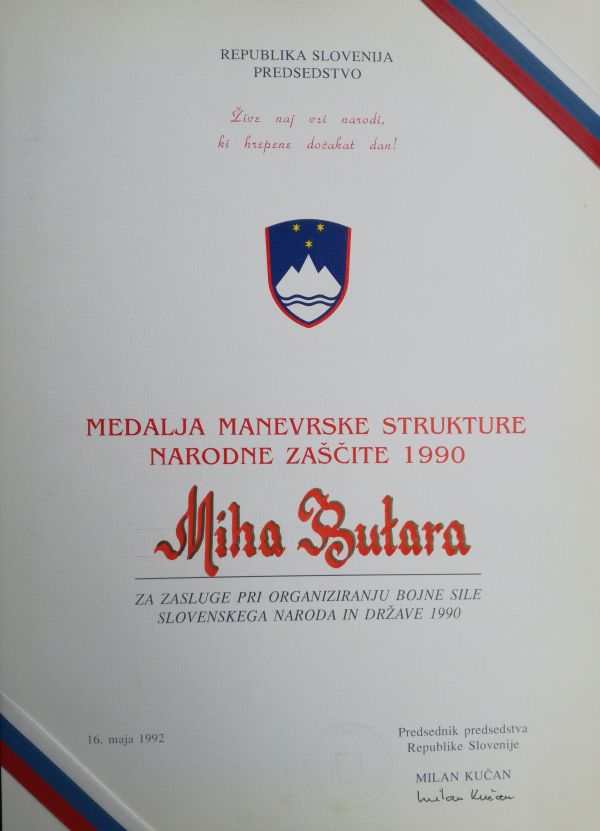 REPUBLIKA SLOVENIJA
PREDSEDSTVO
Žive naj vsi narodi,
ki hrepene dočakat dan!
MEDALJA MANEVRSKE STRUKTURE
NARODNE ZAŠČITE 1990
Miha Butara
ZA ZASLUGE PRI ORGANIZIRANJU BOJNE SILE
SLOVENSKEGA NARODA IN DRŽAVE 1990
16. maja 1992
Predsednik predsedstva
Republike Slovenije
MILAN KUČAN
Milan Kučan